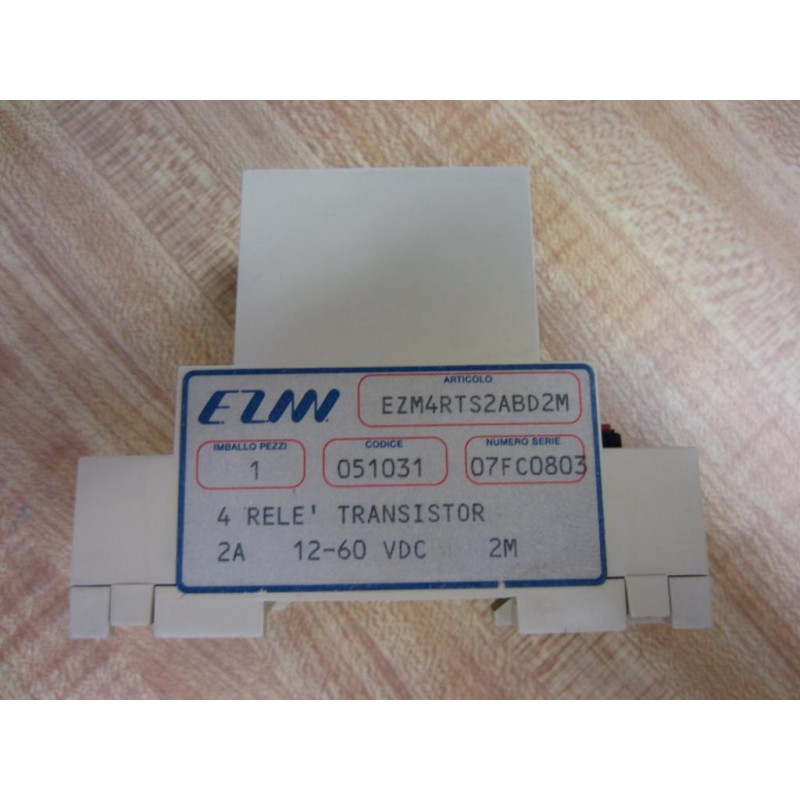 EZM
ARTICOLO
EZM4RTS2ABD2M
IMBALLO PEZZI CODICE NUMERO SERIE
1 051031 07FC0803
4 RELE' TRANSISTOR
2A 12-60 VDC 2M